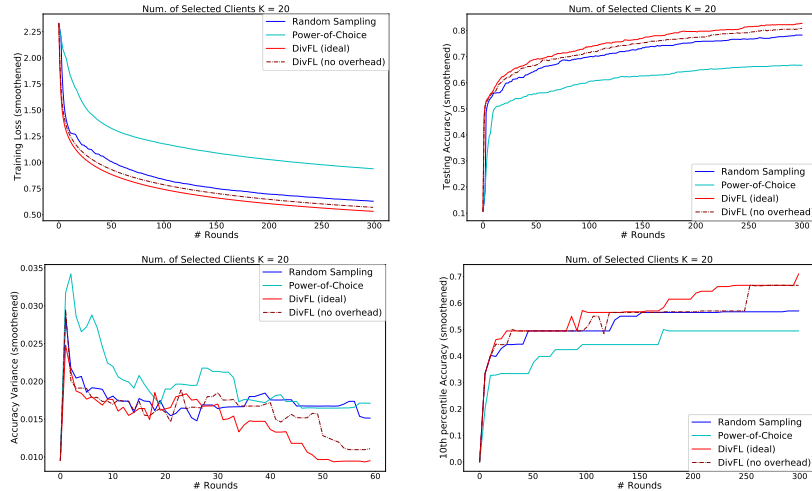 Num. of Selected Clients K = 20
Training Loss (smoothened)
2.25
2.00
1.75
1.50
1.25
1.00
0.75
0.50
0
50
100
150
200
250
300
# Rounds
Random Sampling
Power-of-Choice
DivFL (ideal)
DivFL (no overhead)
Num. of Selected Clients K = 20
Testing Accuracy (smoothened)
0.8
0.7
0.6
0.5
0.4
0.3
0.2
0.1
0
50
100
150
200
250
300
# Rounds
Random Sampling
Power-of-Choice
DivFL (ideal)
DivFL (no overhead)
Num. of Selected Clients K = 20
Accuracy Variance (smoothened)
0.035
0.030
0.025
0.020
0.015
0.010
0
10
20
30
40
50
60
# Rounds
Random Sampling
Power-of-Choice
DivFL (ideal)
DivFL (no overhead)
Num. of Selected Clients K = 20
10th percentile Accuracy (smoothened)
0.7
0.6
0.5
0.4
0.3
0.2
0.1
0.0
0
50
100
150
200
250
300
# Rounds
Random Sampling
Power-of-Choice
DivFL (ideal)
DivFL (no overhead)